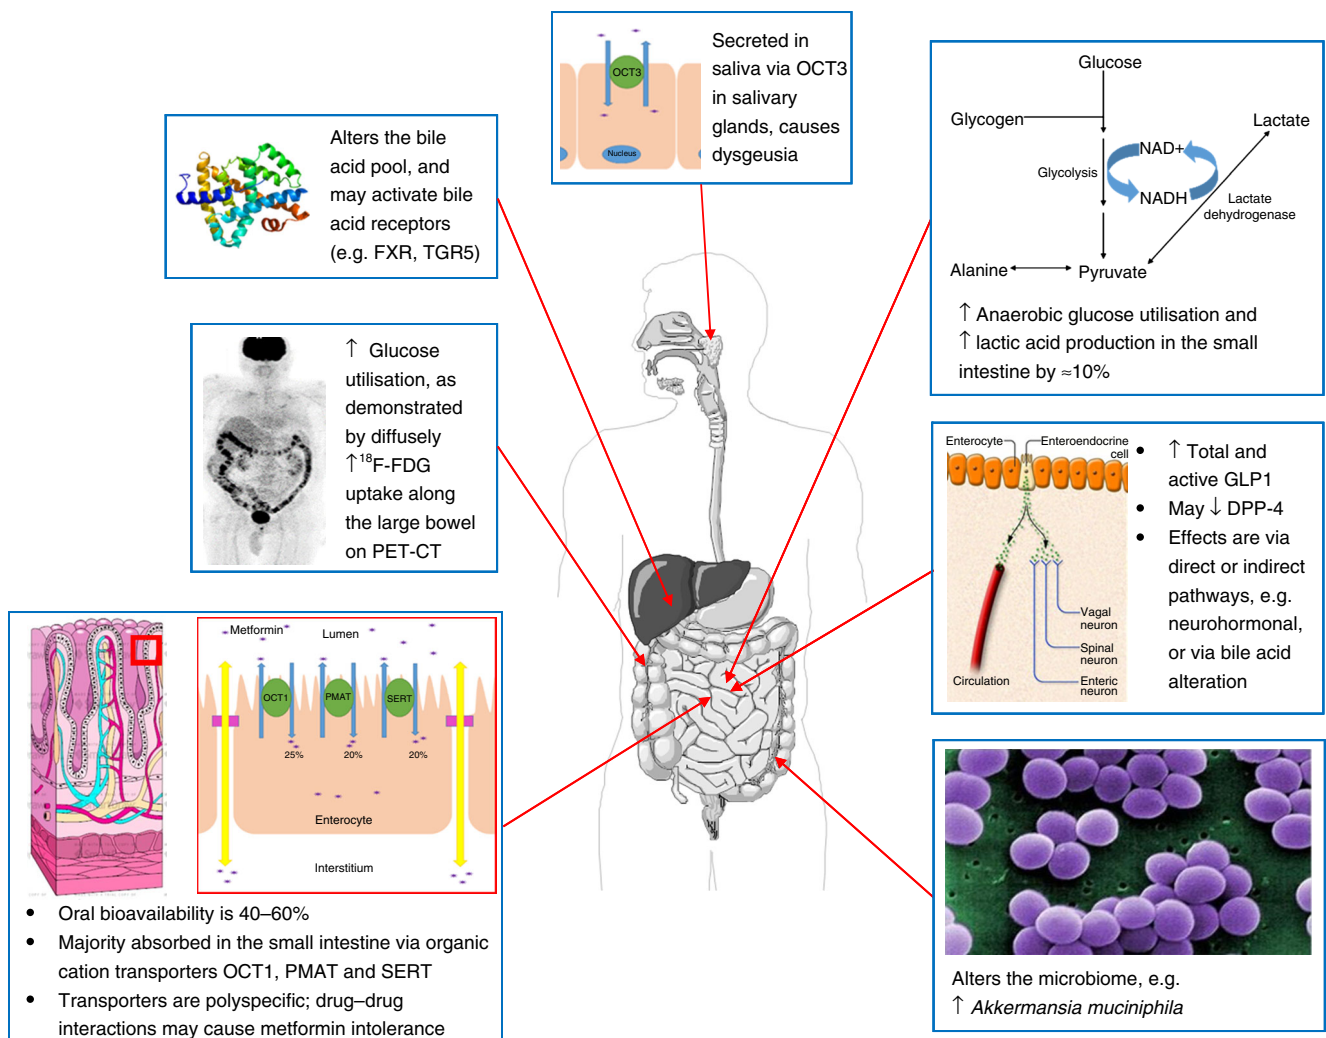 OCT3
Nucleus
Secreted in
saliva via OCT3
in salivary
glands, causes
dysgeusia
Alters the bile
acid pool, and
may activate bile
acid receptors
(e.g. FXR, TGR5)
Glucose
Glycogen
Lactate
NAD+
Glycolysis
NADH
Lactate
dehydrogenase
Alanine
Pyruvate
↑ Anaerobic glucose utilisation and
↑ lactic acid production in the small
intestine by ≈10%
↑ Glucose
utilisation, as
demonstrated
by diffusely
↑18F-FDG
uptake along
the large bowel
on PET-CT
Enterocyte
Enteroendocrine
cell
Vagal
neuron
Spinal
neuron
Enteric
neuron
Circulation
• ↑ Total and
active GLP1
• May ↓ DPP-4
• Effects are via
direct or indirect
pathways, e.g.
neurohormonal,
or via bile acid
alteration
Metformin
Lumen
OCT1
PMAT
SERT
25%
20%
20%
Enterocyte
Interstitium
• Oral bioavailability is 40–60%
• Majority absorbed in the small intestine via organic
cation transporters OCT1, PMAT and SERT
• Transporters are polyspecific; drug–drug
interactions may cause metformin intolerance
Alters the microbiome, e.g.
↑ Akkermansia muciniphila